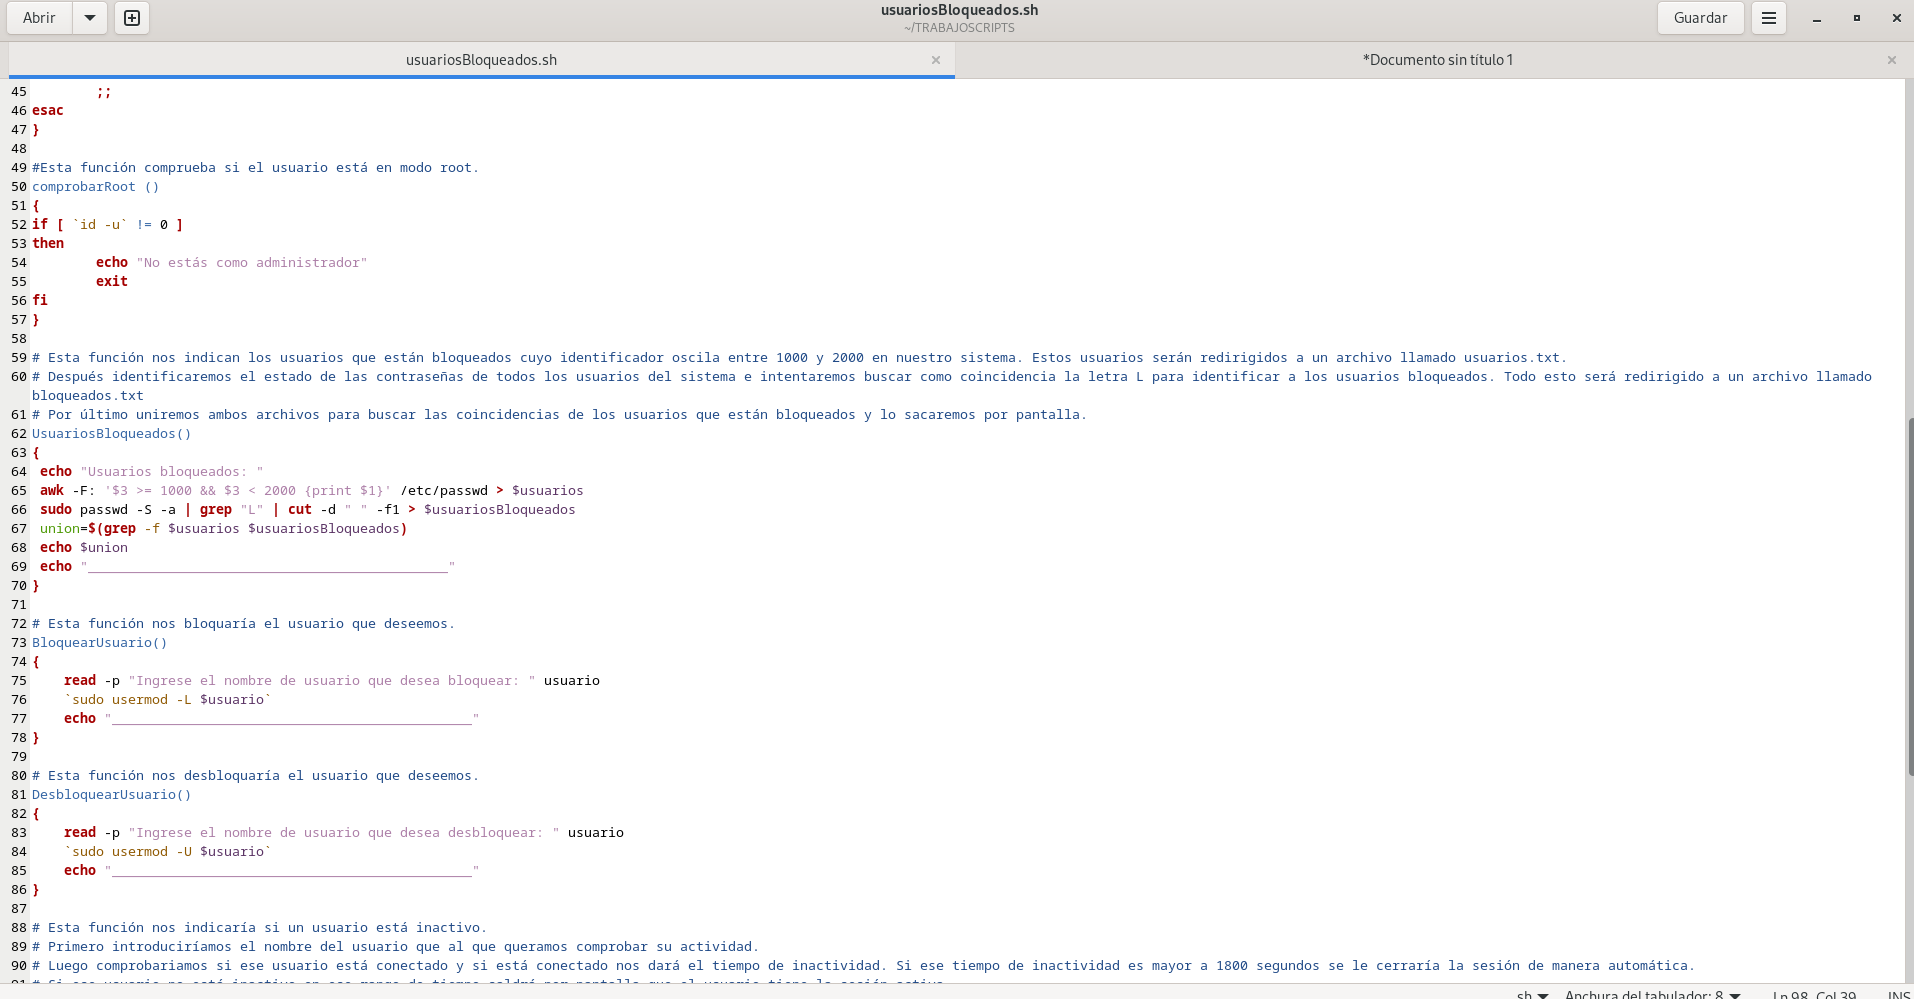 Abrir
usuariosBloqueados.sh
~/TRABAJOSCRIPTS
Guardar
usuariosBloqueados.sh
*Documento sin título 1
45 ;;
46 esac
47 }
48
49 #Esta función comprueba si el usuario está en modo root.
50 comprobarRoot ()
51 {
52 if [ `id -u` != 0 ]
53 then
54 echo "No estás como administrador"
55 exit
56 fi
57 }
58
59 # Esta función nos indican los usuarios que están bloqueados cuyo identificador oscila entre 1000 y 2000 en nuestro sistema. Estos usuarios serán redirigidos a un archivo llamado usuarios.txt.
60 # Después identificaremos el estado de las contraseñas de todos los usuarios del sistema e intentaremos buscar como coincidencia la letra L para identificar a los usuarios bloqueados. Todo esto será redirigido a un archivo llamado
bloqueados.txt
61 # Por último uniremos ambos archivos para buscar las coincidencias de los usuarios que están bloqueados y lo sacaremos por pantalla.
62 UsuariosBloqueados()
63 {
64 echo "Usuarios bloqueados: "
65 awk -F: '$3 >= 1000 && $3 < 2000 {print $1}' /etc/passwd > $usuarios
66 sudo passwd -S -a | grep "L" | cut -d " " -f1 > $usuariosBloqueados
67 union=$(grep -f $usuarios $usuariosBloqueados)
68 echo $union
69 echo "_____________________________________________"
70 }
71
72 # Esta función nos bloquaría el usuario que deseemos.
73 BloquearUsuario()
74 {
75 read -p "Ingrese el nombre de usuario que desea bloquear: " usuario
76 `sudo usermod -L $usuario`
77 echo "_____________________________________________"
78 }
79
80 # Esta función nos desbloquaría el usuario que deseemos.
81 DesbloquearUsuario()
82 {
83 read -p "Ingrese el nombre de usuario que desea desbloquear: " usuario
84 `sudo usermod -U $usuario`
85 echo "_____________________________________________"
86 }
87
88 # Esta función nos indicaría si un usuario está inactivo.
89 # Primero introduciríamos el nombre del usuario que al que queramos comprobar su actividad.
90 # Luego comprobariamos si ese usuario está conectado y si está conectado nos dará el tiempo de inactividad. Si ese tiempo de inactividad es mayor a 1800 segundos se le cerraría la sesión de manera automática.
sh Anchura del tabulador: 8 Ln 98, Col 39 INS